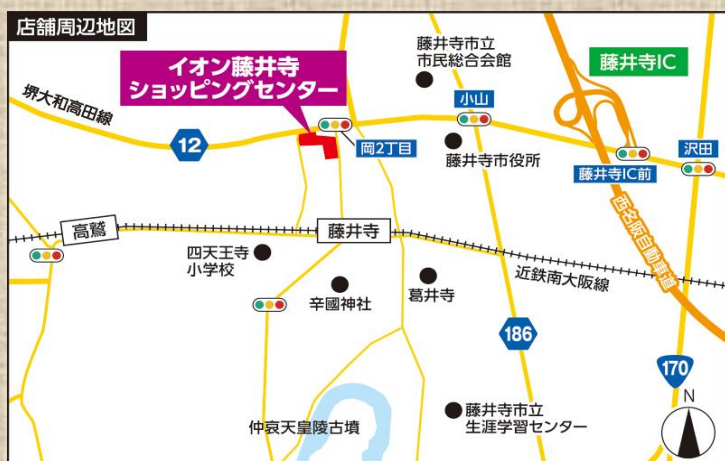 店舗周辺地図
藤井寺市立
市民総合会館
藤井寺IC
イオン藤井寺
ショッピングセンター
堺大和高田線
12
小山
岡2丁目
藤井寺市役所
沢田
藤井寺IC前
西名阪自動車道
高鷲
藤井寺
四天王寺
小学校
近鉄南大阪線
辛國神社
葛井寺
186
170
N
仲哀天皇陵古墳
藤井寺市立
生涯学習センター